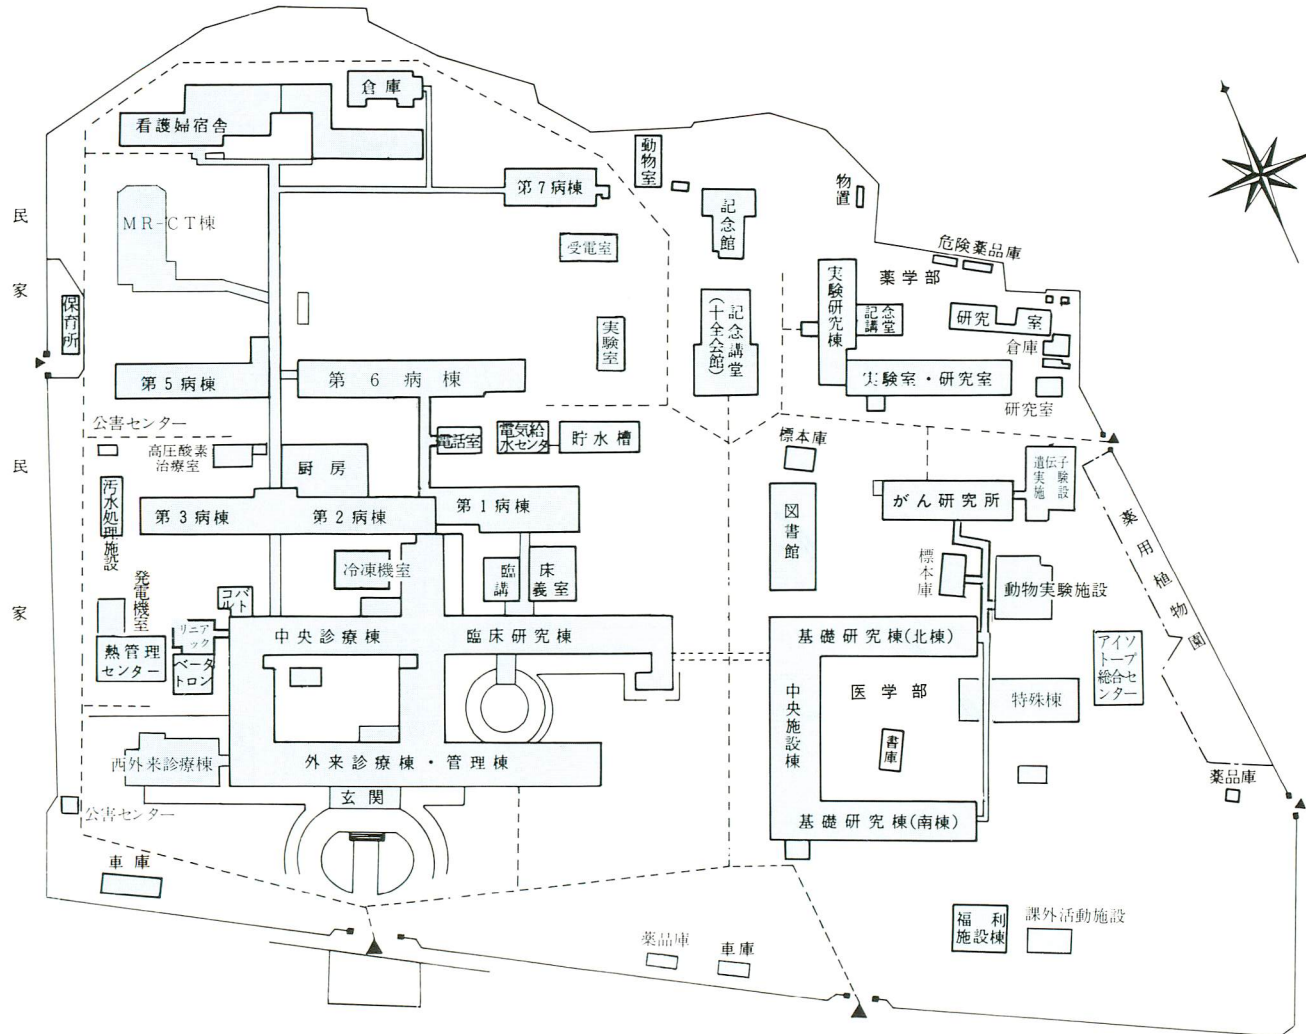 倉庫
看護婦宿舎
動物室
第7病棟
物置
記念館
MR-CT棟
民家
受電室
危険薬品庫
薬学部
実験研究棟
記念講堂
保育所
記念講堂
(十全会館)
研究室
実験室
倉庫
第5病棟
第6病棟
実験室・研究室
研究室
公害センター
電話室
電気給
水センタ
貯水槽
標本庫
高圧酸素
治療室
厨房
民家
遺伝子
実験
施設
汚水処理施設
第3病棟
第2病棟
第1病棟
図書館
がん研究所
薬用植物園
冷凍機室
臨床
講義室
標本庫
動物実験施設
発電機室
コバ
ルト
リニア
ック
中央診療棟
臨床研究棟
基礎研究棟(北棟)
熱管理
センター
ベータ
トロン
アイソ
トープ
総合セ
ンター
医学部
中央施設棟
特殊棟
書庫
西外来診療棟
外来診療棟・管理棟
薬品庫
玄関
公害センター
基礎研究棟(南棟)
車庫
福利
施設棟
課外活動施設
薬品庫
車庫